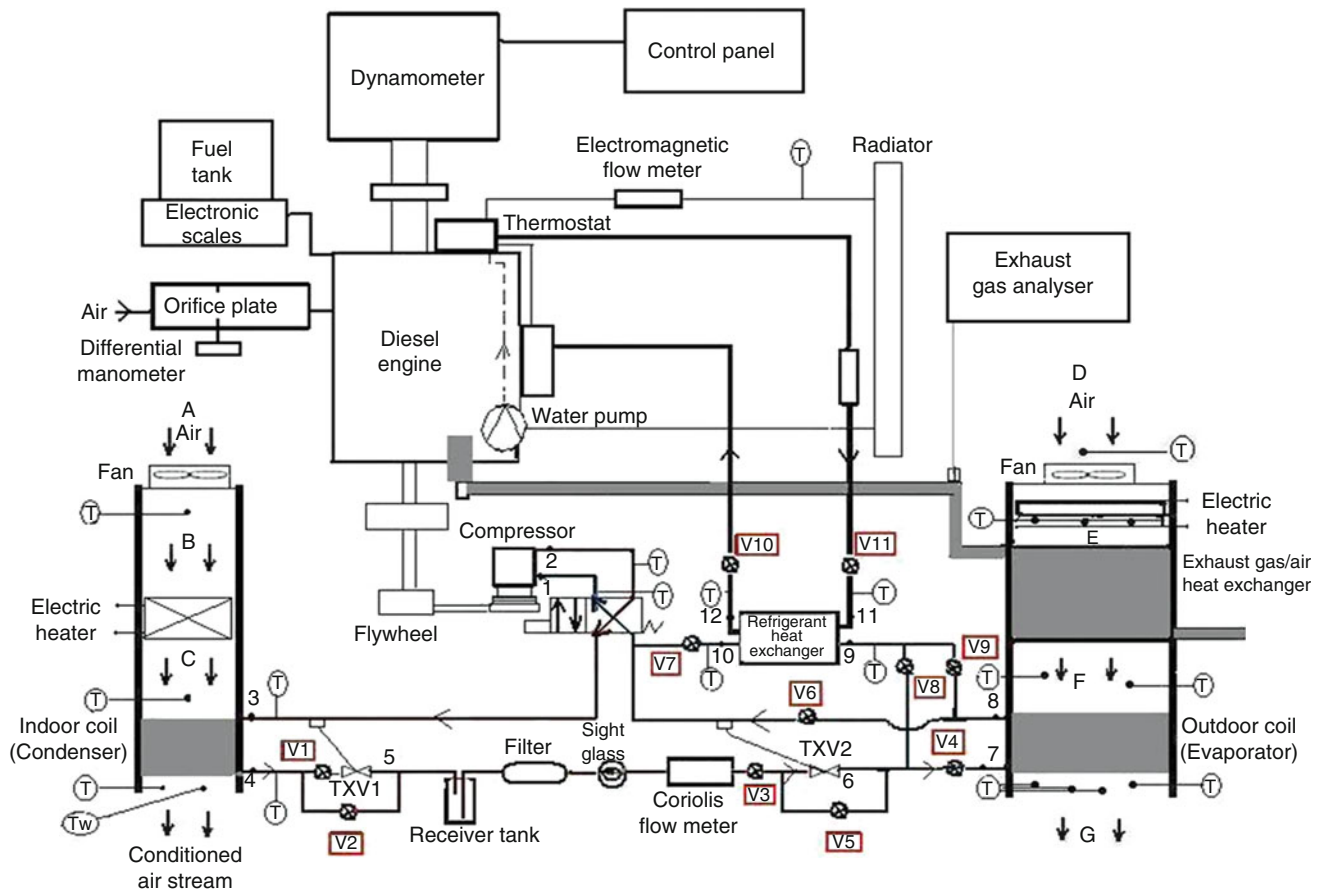 Dynamometer
Control panel
Fuel
tank
Electronic
scales
Electromagnetic
flow meter
T
Radiator
Thermostat
Exhaust
gas analyser
Air
Orifice plate
Differential
manometer
Diesel
engine
Water pump
A
Air
Fan
T
B
Electric
heater
C
T
Indoor coil
(Condenser)
3
T
4
T
T
Tw
Conditioned
air stream
Flywheel
Compressor
2
1
T
T
V10
V11
T
T
12
11
Refrigerant
heat
exchanger
V7
10
9
T
T
V8
V9
V6
V4
8
7
V1
TXV1
5
V2
Receiver tank
Filter
Sight
glass
Coriolis
flow meter
V3
TXV2
6
V5
D
Air
T
Fan
T
E
Electric
heater
Exhaust gas/air
heat exchanger
T
F
T
Outdoor coil
(Evaporator)
T
T
G